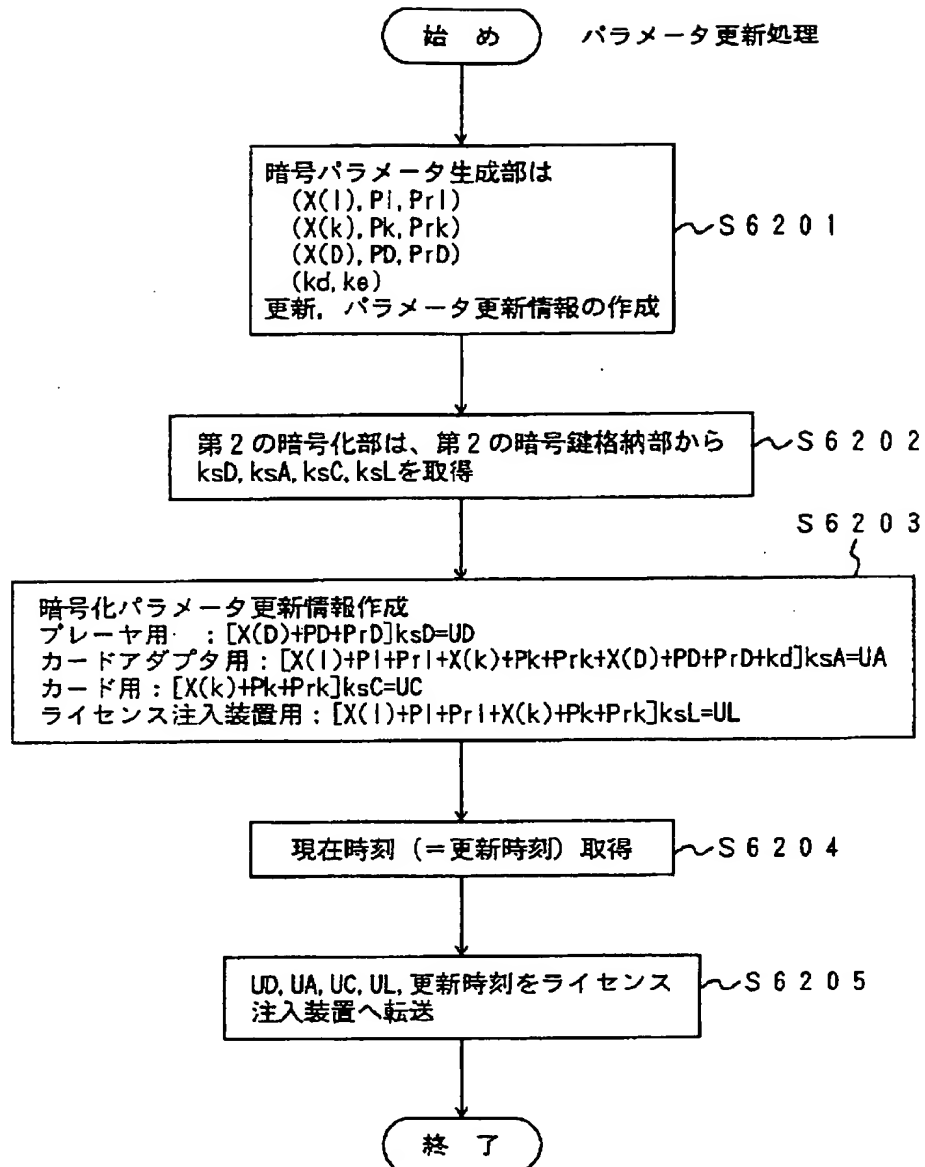 始 め
パラメータ更新処理
暗号パラメータ生成部は
(X(l), Pi, Prl)
(X(k), Pk, Prk)
(X(D), PD, PrD)
(kd, ke)
更新, パラメータ更新情報の作成
S6201
第2の暗号化部は、第2の暗号鍵格納部から
ksD, ksA, ksC, ksLを取得
S6202
S6203
暗号化パラメータ更新情報作成
プレーヤ用 : [X(D)+PD+PrD]ksD=UD
カードアダプタ用 : [X(l)+Pl+Prl+X(k)+Pk+Prk+X(D)+PD+PrD+kd]ksA=UA
カード用 : [X(k)+Pk+Prk]ksC=UC
ライセンス注入装置用 : [X(l)+Pl+Prl+X(k)+Pk+Prk]ksL=UL
現在時刻 (=更新時刻) 取得
S6204
UD, UA, UC, UL, 更新時刻をライセンス
注入装置へ転送
S6205
終 了